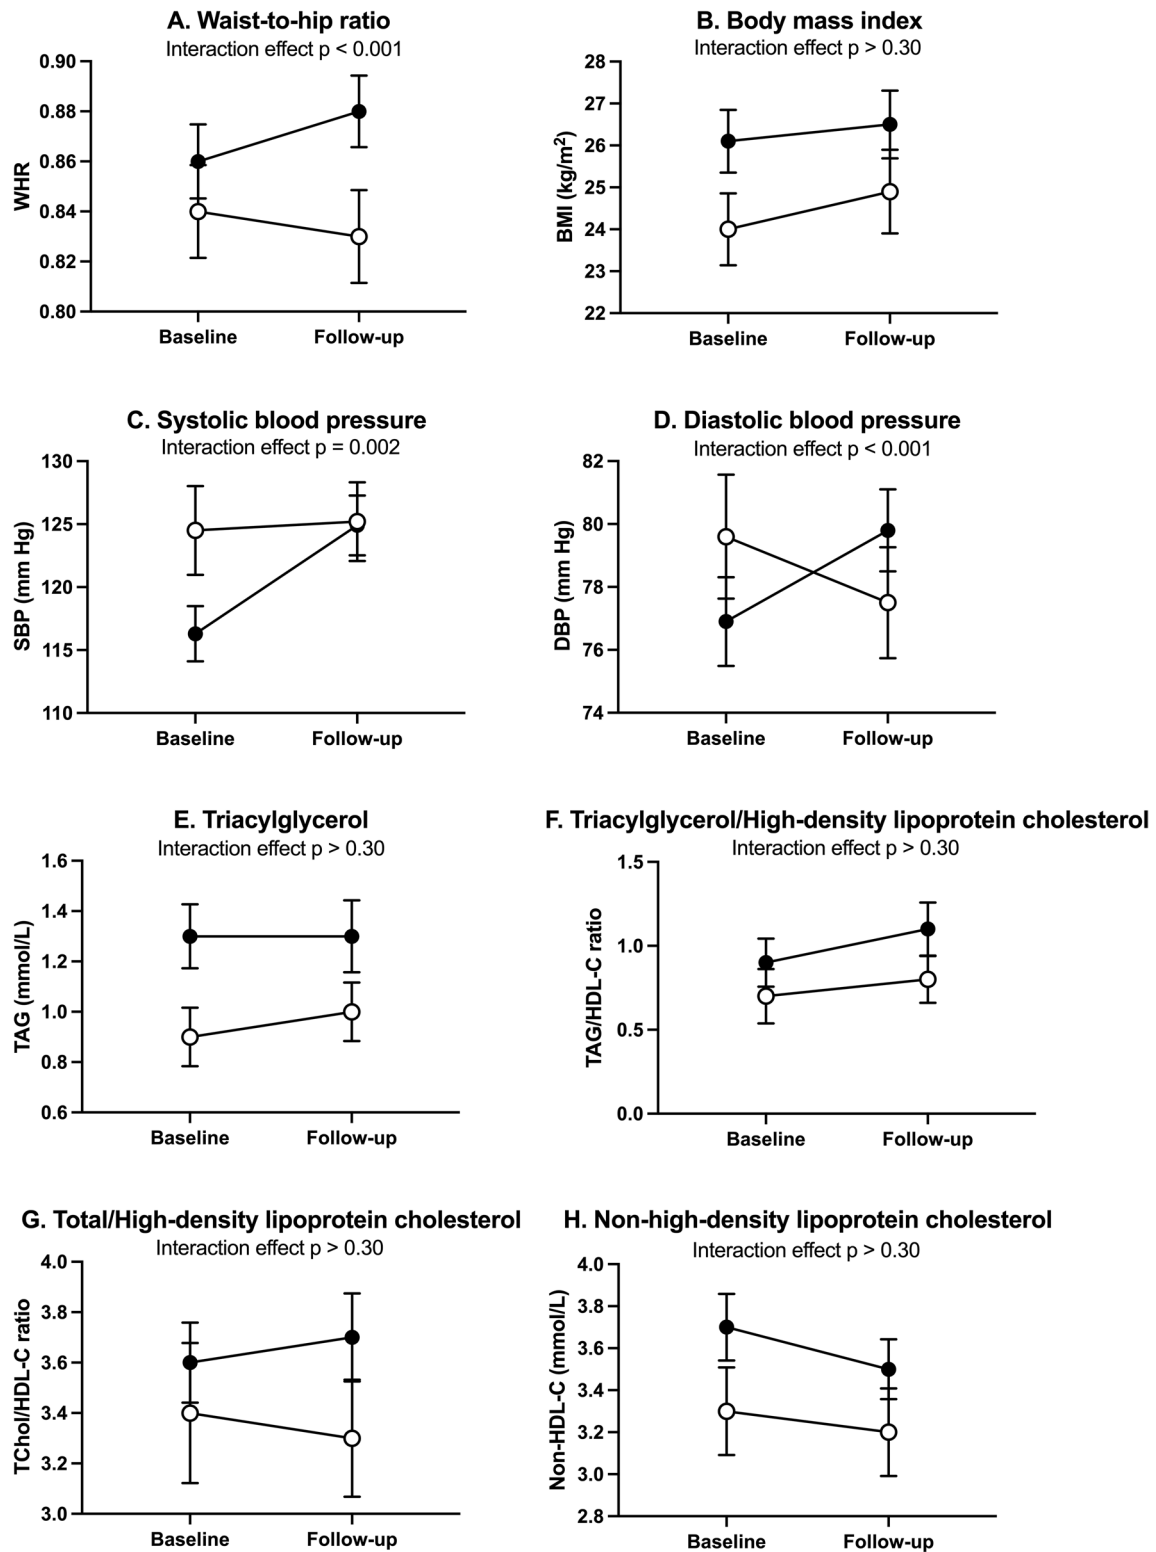 A. Waist-to-hip ratio
Interaction effect p < 0.001
0.90
0.88
0.86
0.84
0.82
0.80
WHR
Baseline
Follow-up
B. Body mass index
Interaction effect p > 0.30
28
27
26
25
24
23
22
BMI (kg/m²)
Baseline
Follow-up
C. Systolic blood pressure
Interaction effect p = 0.002
130
125
120
115
110
SBP (mm Hg)
Baseline
Follow-up
D. Diastolic blood pressure
Interaction effect p < 0.001
82
80
78
76
74
DBP (mm Hg)
Baseline
Follow-up
E. Triacylglycerol
Interaction effect p > 0.30
1.6
1.4
1.2
1.0
0.8
0.6
TAG (mmol/L)
Baseline
Follow-up
F. Triacylglycerol/High-density lipoprotein cholesterol
Interaction effect p > 0.30
1.5
1.0
0.5
0.0
TAG/HDL-C ratio
Baseline
Follow-up
G. Total/High-density lipoprotein cholesterol
Interaction effect p > 0.30
4.0
3.8
3.6
3.4
3.2
3.0
TChol/HDL-C ratio
Baseline
Follow-up
H. Non-high-density lipoprotein cholesterol
Interaction effect p > 0.30
4.0
3.8
3.6
3.4
3.2
3.0
2.8
Non-HDL-C (mmol/L)
Baseline
Follow-up